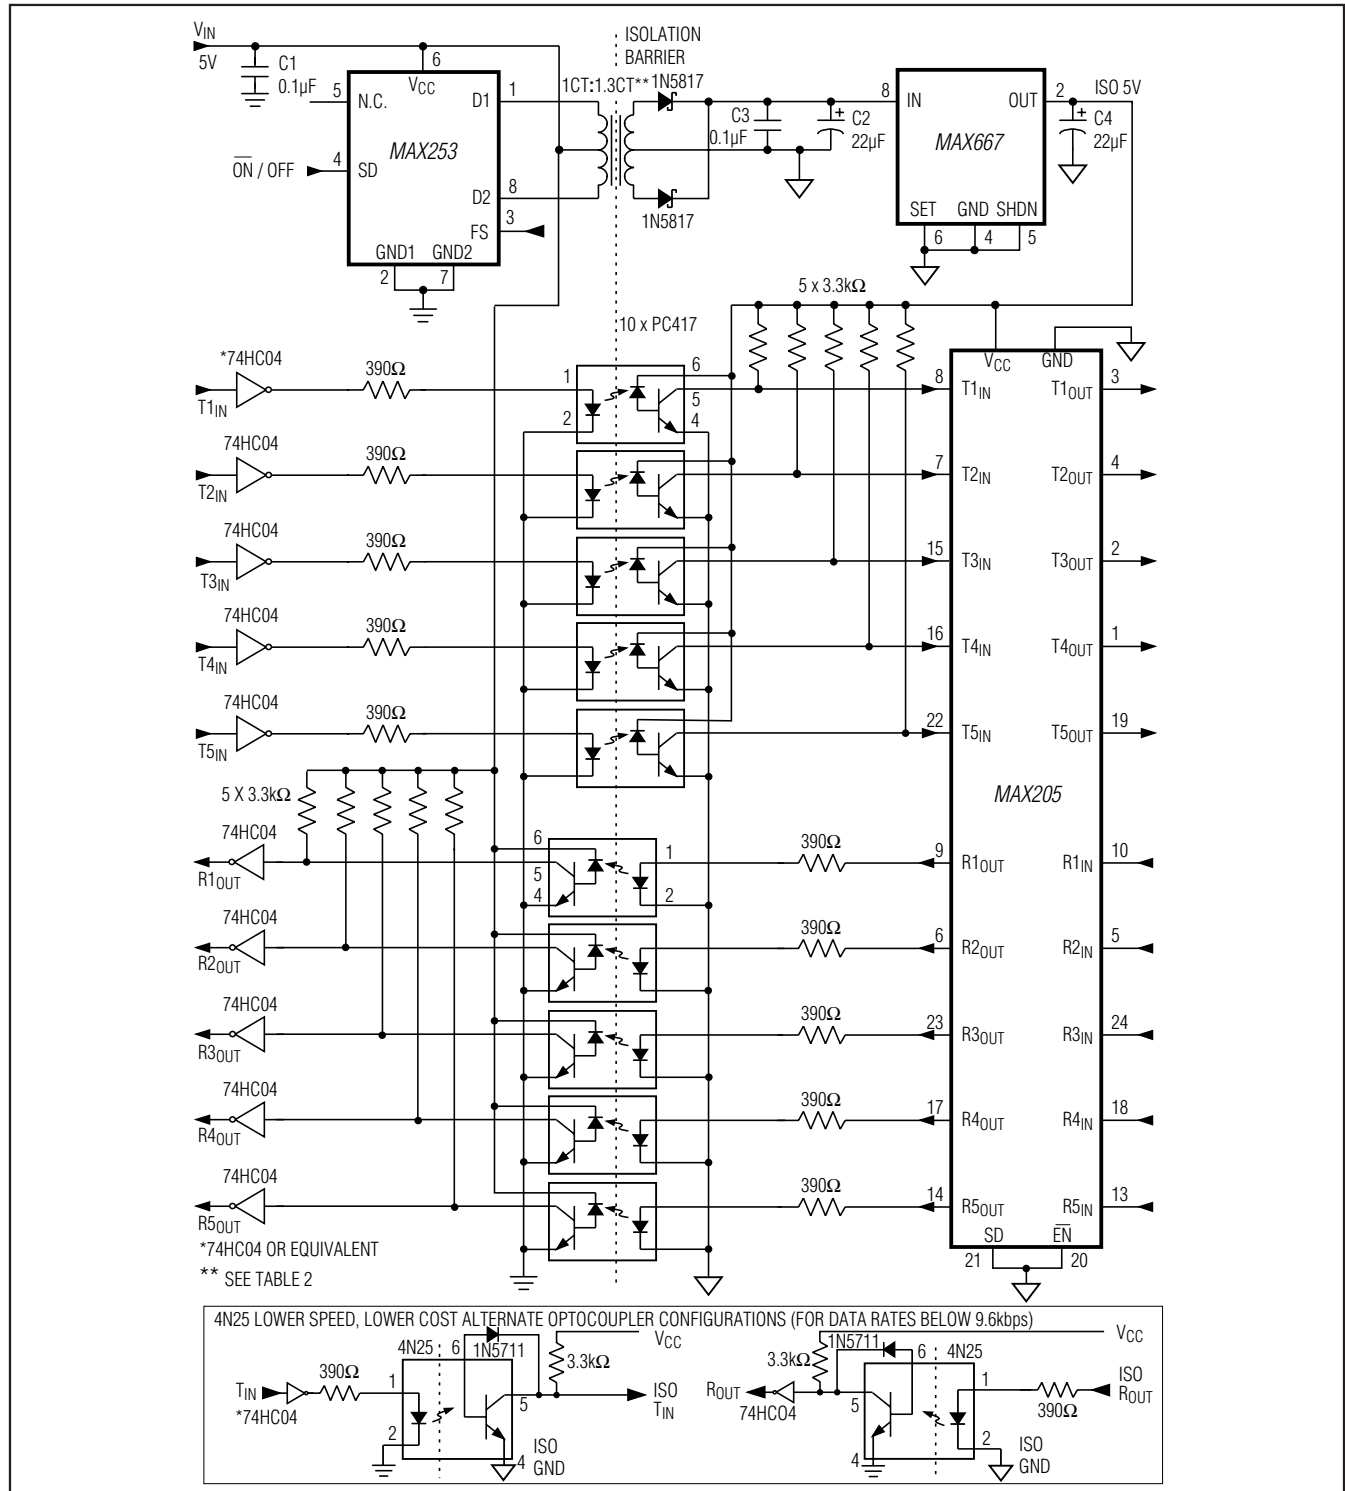 V_IN
5V
C1
0.1µF
5
N.C.
6
V_CC
D1
1
MAX253
4
SD
ON / OFF
D2
8
FS
3
GND1
GND2
2
7
ISOLATION
BARRIER
1CT:1.3CT**
1N5817
1N5817
C3
0.1µF
C2
22µF
8
IN
OUT
2
MAX667
SET
GND
SHDN
6
4
5
ISO 5V
C4
22µF
5 x 3.3kΩ
10 x PC417
*74HC04
T1IN
390Ω
1
2
6
5
4
74HC04
T2IN
390Ω
74HC04
T3IN
390Ω
74HC04
T4IN
390Ω
74HC04
T5IN
390Ω
V_CC
GND
8
T1IN
T1OUT
3
7
T2IN
T2OUT
4
15
T3IN
T3OUT
2
16
T4IN
T4OUT
1
22
T5IN
T5OUT
19
MAX205
5 X 3.3kΩ
74HC04
R1OUT
6
5
4
1
2
390Ω
9
R1OUT
R1IN
10
74HC04
R2OUT
390Ω
6
R2OUT
R2IN
5
74HC04
R3OUT
390Ω
23
R3OUT
R3IN
24
74HC04
R4OUT
390Ω
17
R4OUT
R4IN
18
74HC04
R5OUT
390Ω
14
R5OUT
R5IN
13
SD
EN
21
20
*74HC04 OR EQUIVALENT
** SEE TABLE 2
4N25 LOWER SPEED, LOWER COST ALTERNATE OPTOCOUPLER CONFIGURATIONS (FOR DATA RATES BELOW 9.6kbps)
TIN
*74HC04
390Ω
1
2
4N25
6
1N5711
5
4
3.3kΩ
VCC
ISO
TIN
ISO
GND
ROUT
74HCO4
3.3kΩ
1N5711
6
5
4
4N25
1
2
VCC
390Ω
ISO
ROUT
ISO
GND